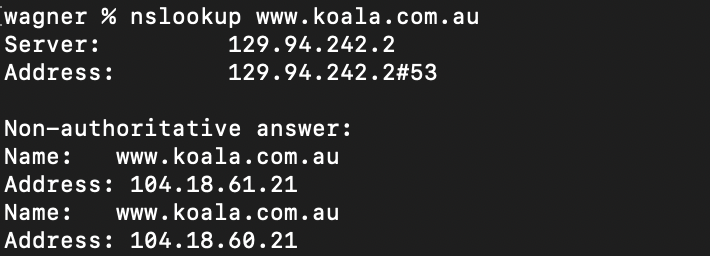 wagner % nslookup www.koala.com.au
Server:		129.94.242.2
Address:	129.94.242.2#53

Non-authoritative answer:
Name:	www.koala.com.au
Address: 104.18.61.21
Name:	www.koala.com.au
Address: 104.18.60.21